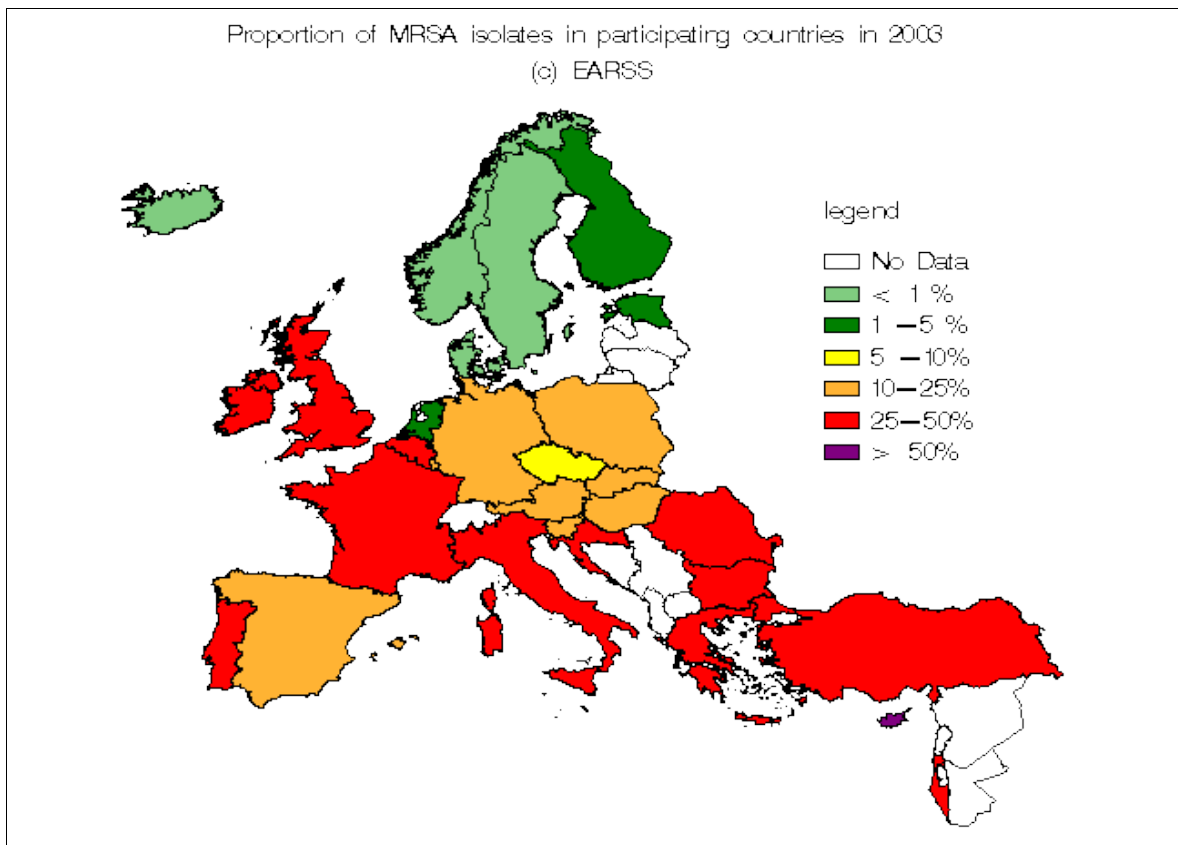 Proportion of MRSA isolates in participating countries in 2003
(c) EARSS
legend
No Data
< 1 %
1 –5 %
5 –10%
10–25%
25–50%
> 50%